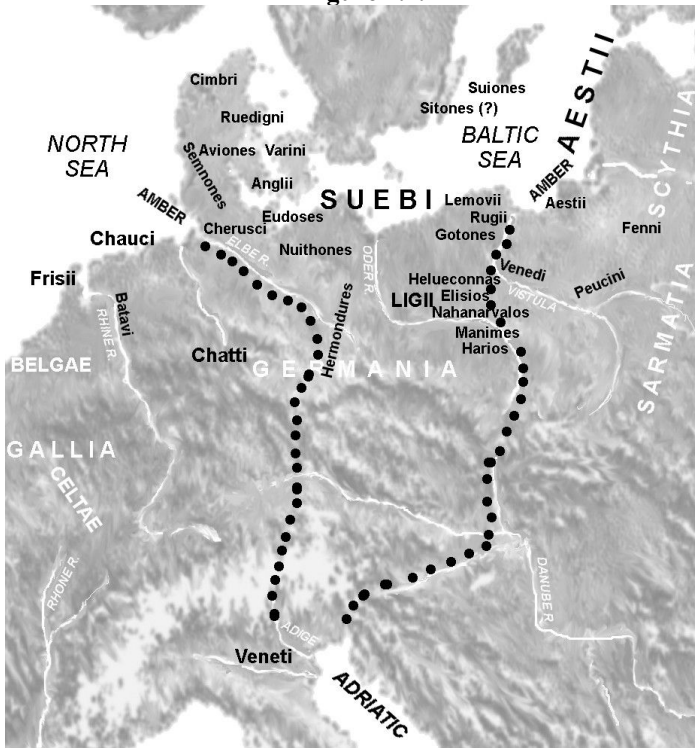 Cimbri
Suiones
Ruedigni
Sitones (?)
AESTII
SCYTHIA
NORTH
SEA
BALTIC
SEA
Semnones
Aviones Varini
Anglii
AMBER
AMBER
SUEBI
Lemovii
Aestii
Eudoses
Rugii
Cherusci
Gotones
Fenni
Chauci
ELBE R.
Nuithones
ODER R.
Venedi
Frisii
Helueconnas
Peucini
Batavi
RHINE R.
Hermondures
LIGII
Elisios
VISTULA
Nahanarvalos
Manimes
Harios
SARMATIA
Chatti
BELGAE
GERMANIA
GALLIA
CELTAE
RHONE R.
DANUBE R.
ADIGE
Veneti
ADRIATIC